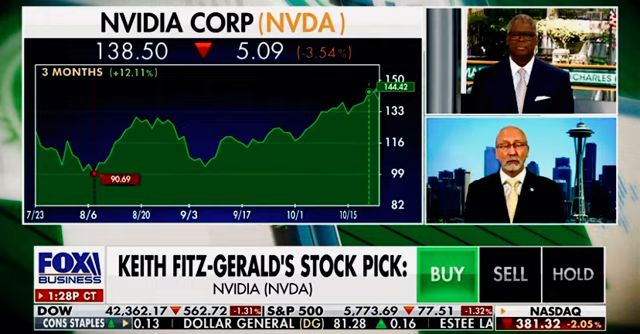 NVIDIA CORP (NVDA)
138.50 ▼ 5.09 (-3.54%)
3 MONTHS (+12.11%)
150
144.42
133
116
99
82
90.69
7/23 8/6 8/20 9/3 9/17 10/1 10/15
CHARLES
FOX
BUSINESS
1:28P CT
KEITH FITZ-GERALD'S STOCK PICK:
NVIDIA (NVDA)
BUY SELL HOLD
DOW 42,362.17 ▼ 562.72 -1.31% S&P 500 5,773.69 ▼ 77.51 -1.32% NASDAQ
CONS STAPLES ▲ 0.13 DOLLAR GENERAL (DG) 81.28 ▲ 0.16 ESTEE L
381.32 -2.05%